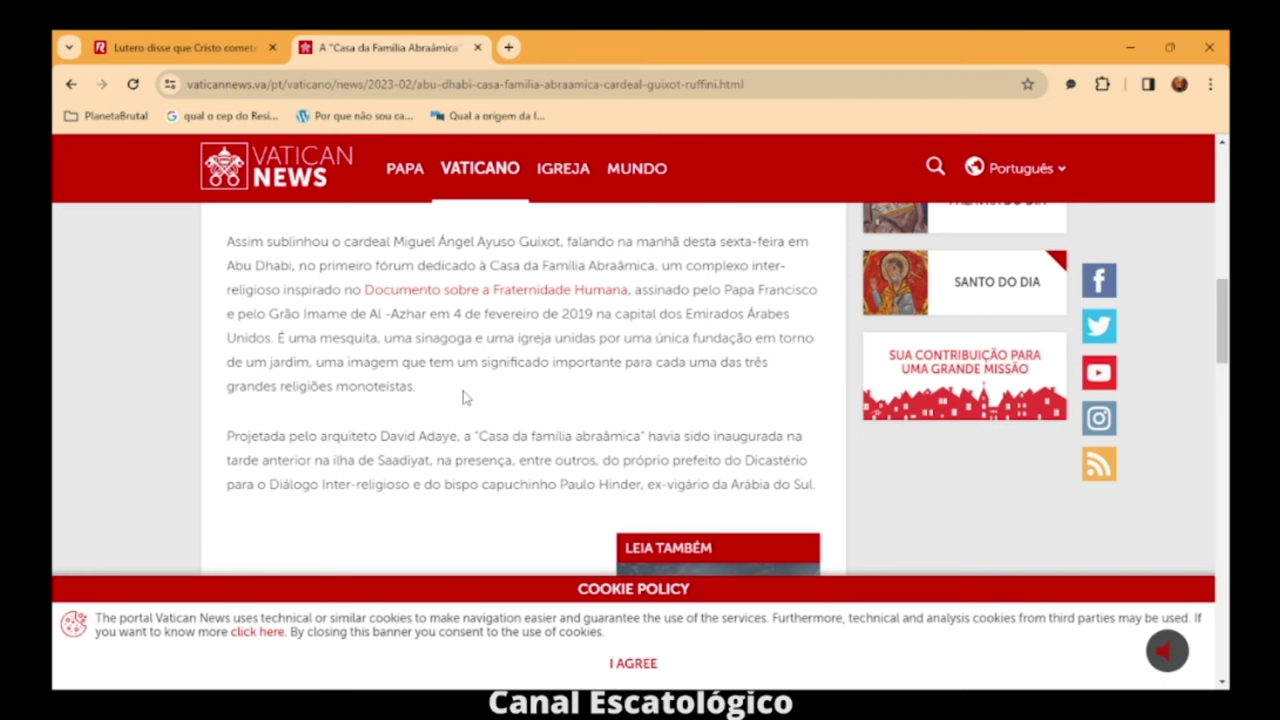 Lutero disse que Cristo comete
A "Casa da Família Abraâmica"
vaticannews.va/pt/vaticano/news/2023-02/abu-dhabi-casa-familia-abraamica-cardeal-guixot-ruffini.html
PlanetaBrutal
qual o cep do Resi...
Por que não sou ca...
Qual a origem da I...
VATICAN
NEWS
PAPA
VATICANO
IGREJA
MUNDO
Português
Assim sublinhou o cardeal Miguel Ángel Ayuso Guixot, falando na manhã desta sexta-feira em
Abu Dhabi, no primeiro fórum dedicado à Casa da Família Abraâmica, um complexo inter-
religioso inspirado no Documento sobre a Fraternidade Humana, assinado pelo Papa Francisco
e pelo Grão Imame de Al -Azhar em 4 de fevereiro de 2019 na capital dos Emirados Árabes
Unidos. É uma mesquita, uma sinagoga e uma igreja unidas por uma única fundação em torno
de um jardim, uma imagem que tem um significado importante para cada uma das três
grandes religiões monoteístas.
Projetada pelo arquiteto David Adaye, a "Casa da família abraâmica" havia sido inaugurada na
tarde anterior na ilha de Saadiyat, na presença, entre outros, do próprio prefeito do Dicastério
para o Diálogo Inter-religioso e do bispo capuchinho Paulo Hinder, ex-vigário da Arábia do Sul.
LEIA TAMBÉM
PALAVRA DO DIA
SANTO DO DIA
SUA CONTRIBUIÇÃO PARA
UMA GRANDE MISSÃO
COOKIE POLICY
The portal Vatican News uses technical or similar cookies to make navigation easier and guarantee the use of the services. Furthermore, technical and analysis cookies from third parties may be used. If
you want to know more click here. By closing this banner you consent to the use of cookies.
I AGREE
Canal Escatológico